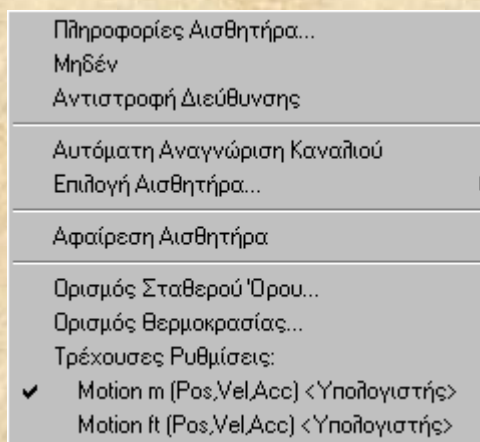 Πληροφορίες Αισθητήρα...
Μηδέν
Αντιστροφή Διεύθυνσης
Αυτόματη Αναγνώριση Καναλιού
Επιλογή Αισθητήρα...
Αφαίρεση Αισθητήρα
Ορισμός Σταθερού Όρου...
Ορισμός Θερμοκρασίας...
Τρέχουσες Ρυθμίσεις:
Motion m (Pos,Vel,Acc) <Υπολογιστής>
Motion ft (Pos,Vel,Acc) <Υπολογιστής>